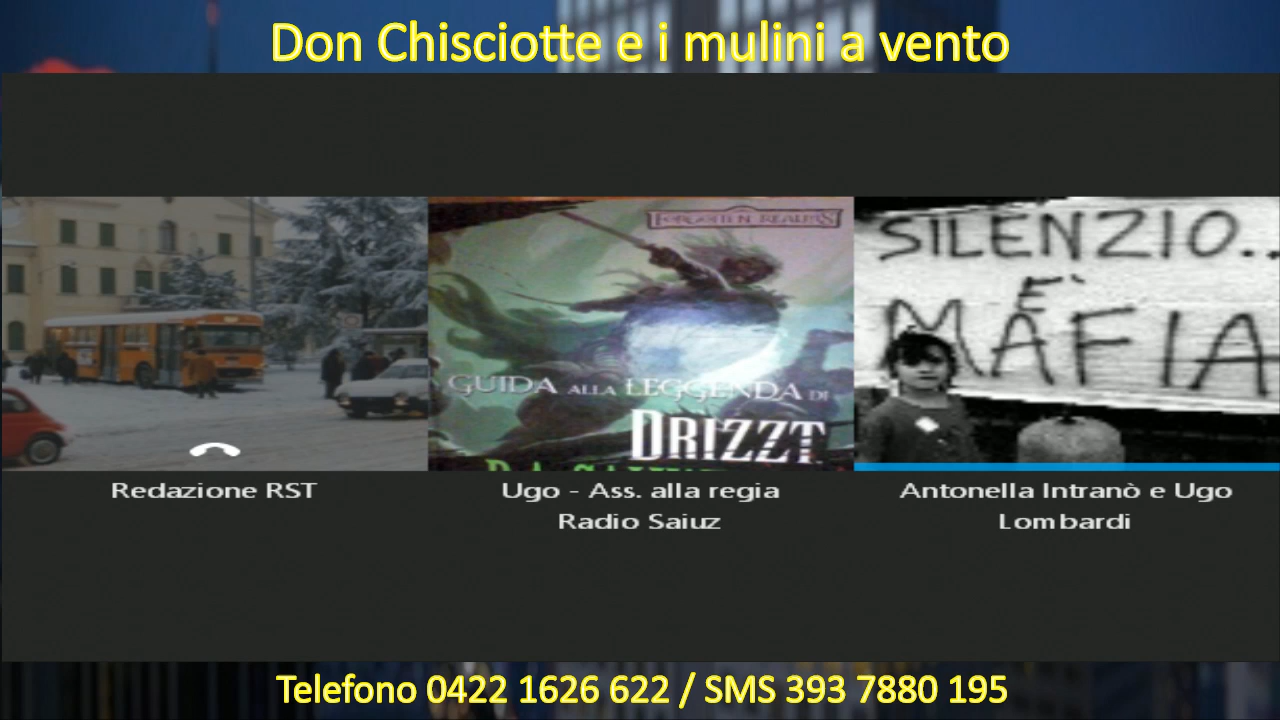 Don Chisciotte e i mulini a vento
FORGOTTEN REALMS
GUIDA ALLA LEGGENDA DI
DRIZZT
SILENZIO..
E'
MAFIA
Redazione RST
Ugo - Ass. alla regia
Radio Saiuz
Antonella Intranò e Ugo
Lombardi
Telefono 0422 1626 622 / SMS 393 7880 195